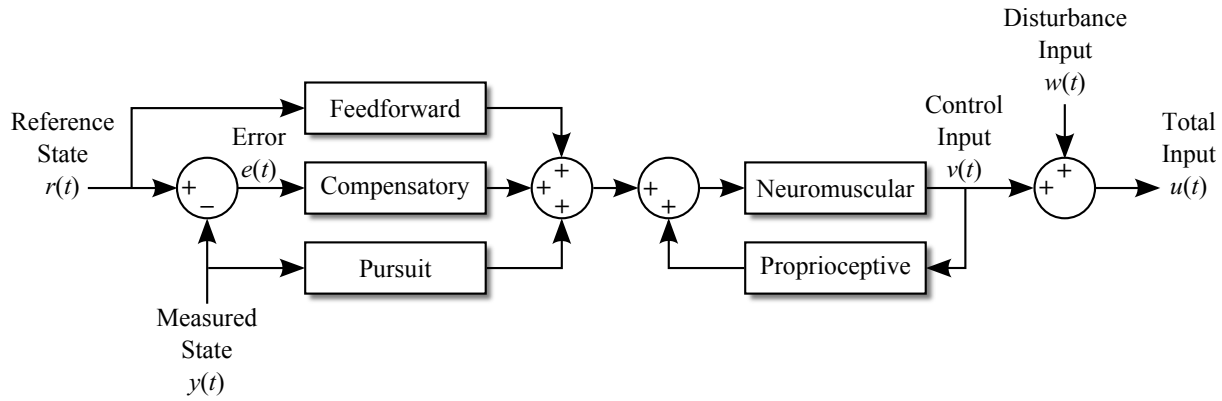 Disturbance
Input
w(t)
Feedforward
Reference
State
r(t)
Error
e(t)
Control
Input
v(t)
Total
Input
u(t)
+
+
−
Compensatory
+
+
+
+
+
Neuromuscular
+
+
Pursuit
Proprioceptive
Measured
State
y(t)